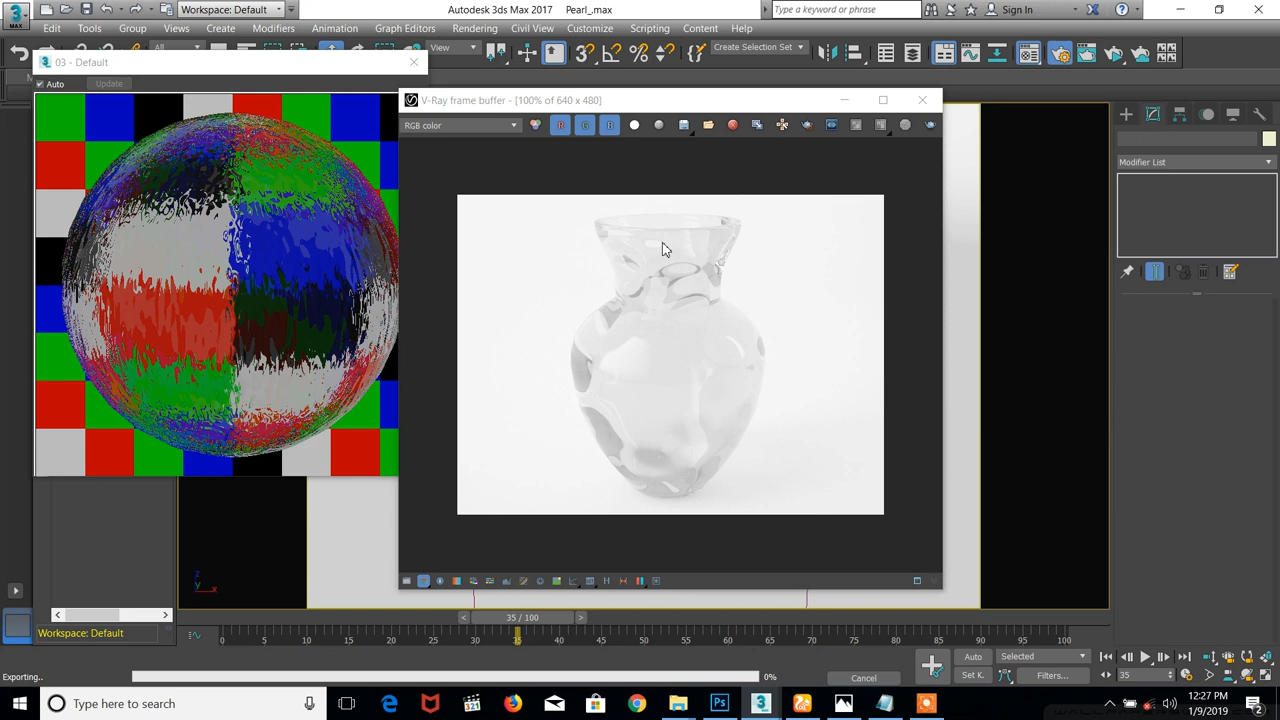 MAX
Workspace: Default
Autodesk 3ds Max 2017
Pearl_.max
Type a keyword or phrase
Sign In
Edit
Tools
Group
Views
Create
Modifiers
Animation
Graph Editors
Rendering
Civil View
Customize
Scripting
Content
Help
All
View
Create Selection Set
03 - Default
Auto
Update
V-Ray frame buffer - [100% of 640 x 480]
RGB color
R
G
B
Modifier List
z
y
x
35 / 100
Workspace: Default
0
5
10
15
20
25
30
35
40
45
50
55
60
65
70
75
80
85
90
95
100
Exporting..
0%
Cancel
Auto
Selected
Set K.
Filters...
35
Type here to search
12:27 PM
1/9/2019